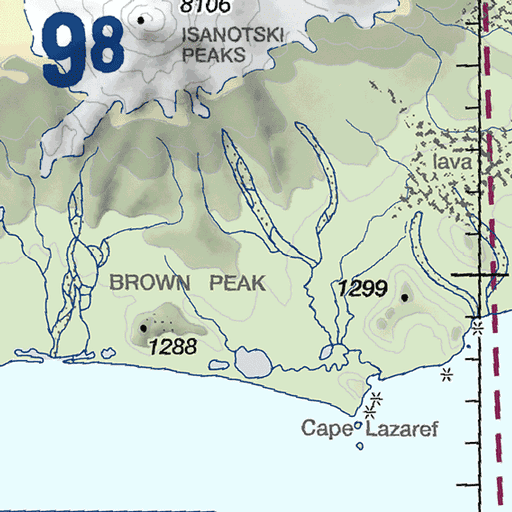 8106
98
ISANOTSKI
PEAKS
lava
BROWN PEAK
1299
1288
Cape Lazaref